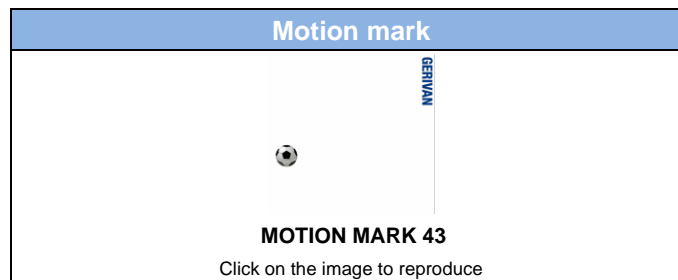 Motion mark
GERIVAN
MOTION MARK 43
Click on the image to reproduce